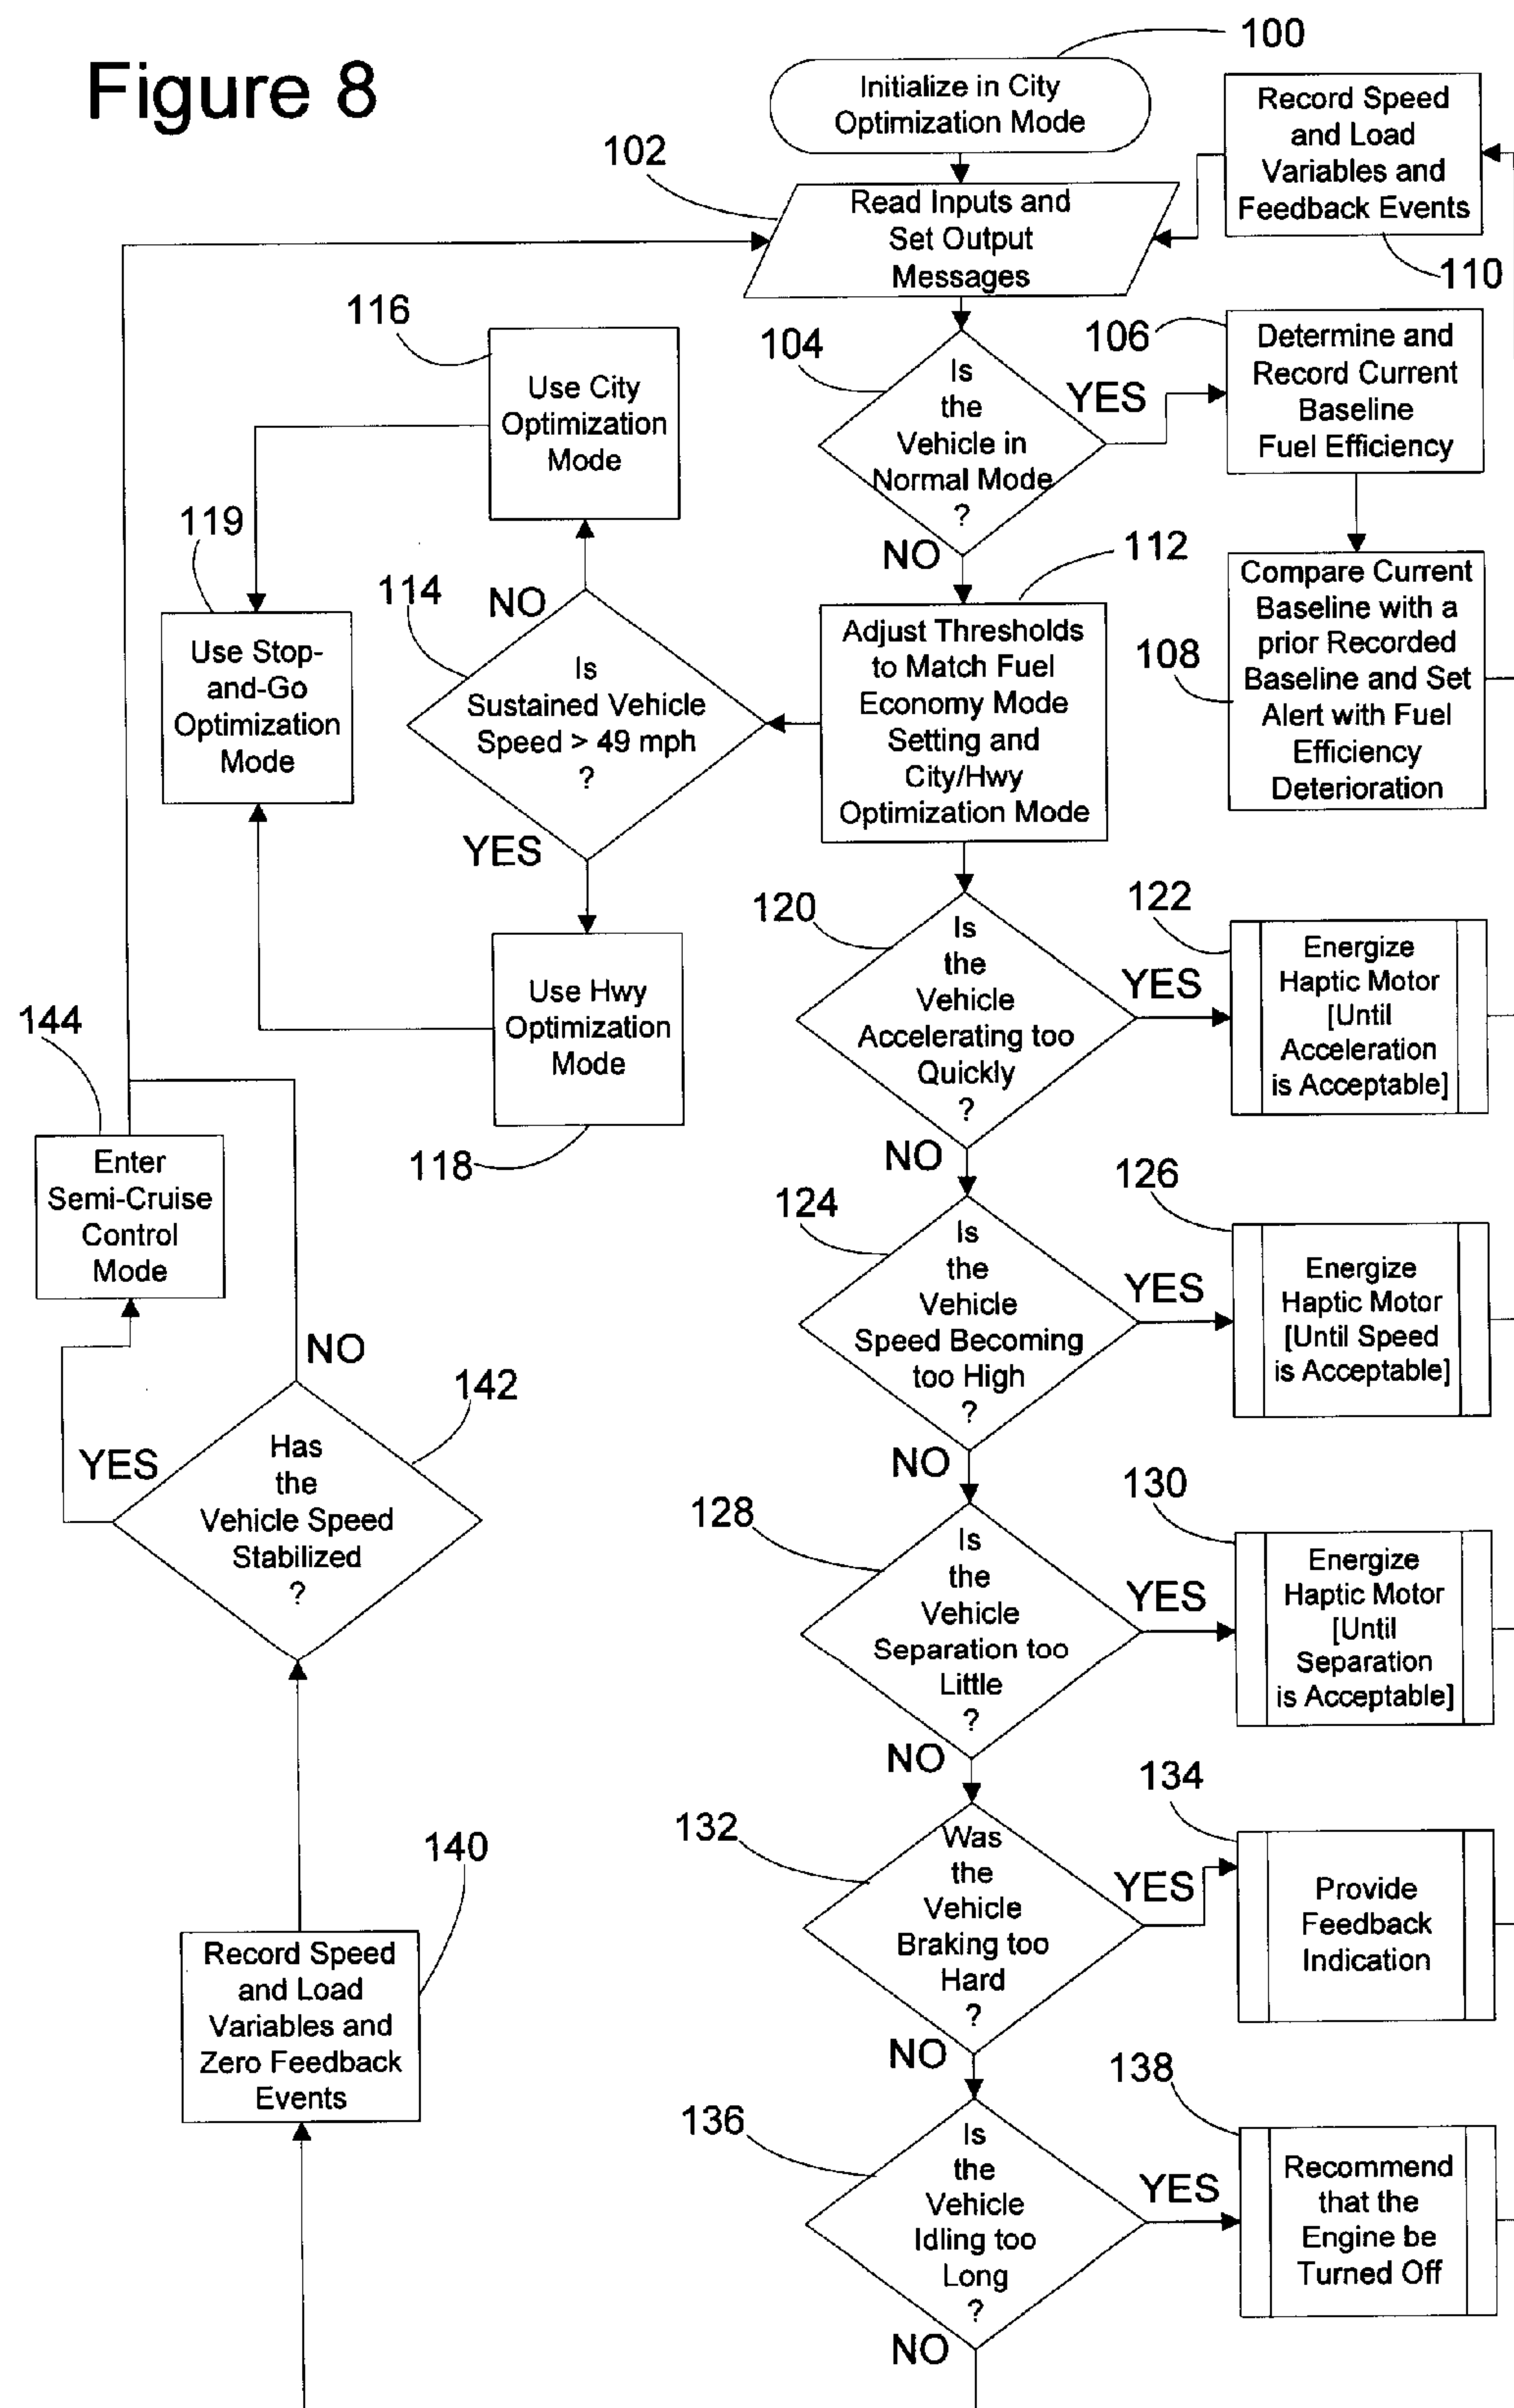 Figure 8
100
Initialize in City
Optimization Mode
Record Speed
and Load
Variables and
Feedback Events
110
102
Read Inputs and
Set Output
Messages
104
Is
the
Vehicle in
Normal Mode
?
YES
NO
106
Determine and
Record Current
Baseline
Fuel Efficiency
108
Compare Current
Baseline with a
prior Recorded
Baseline and Set
Alert with Fuel
Efficiency
Deterioration
112
Adjust Thresholds
to Match Fuel
Economy Mode
Setting and
City/Hwy
Optimization Mode
114
Is
Sustained Vehicle
Speed > 49 mph
?
NO
YES
116
Use City
Optimization
Mode
119
Use Stop-
and-Go
Optimization
Mode
Use Hwy
Optimization
Mode
118
120
Is
the
Vehicle
Accelerating too
Quickly
?
YES
NO
122
Energize
Haptic Motor
[Until
Acceleration
is Acceptable]
124
Is
the
Vehicle
Speed Becoming
too High
?
YES
NO
126
Energize
Haptic Motor
[Until Speed
is Acceptable]
128
Is
the
Vehicle
Separation too
Little
?
YES
NO
130
Energize
Haptic Motor
[Until
Separation
is Acceptable]
132
Was
the
Vehicle
Braking too
Hard
?
YES
NO
134
Provide
Feedback
Indication
136
Is
the
Vehicle
Idling too
Long
?
YES
NO
138
Recommend
that the
Engine be
Turned Off
140
Record Speed
and Load
Variables and
Zero Feedback
Events
142
Has
the
Vehicle Speed
Stabilized
?
YES
NO
144
Enter
Semi-Cruise
Control
Mode